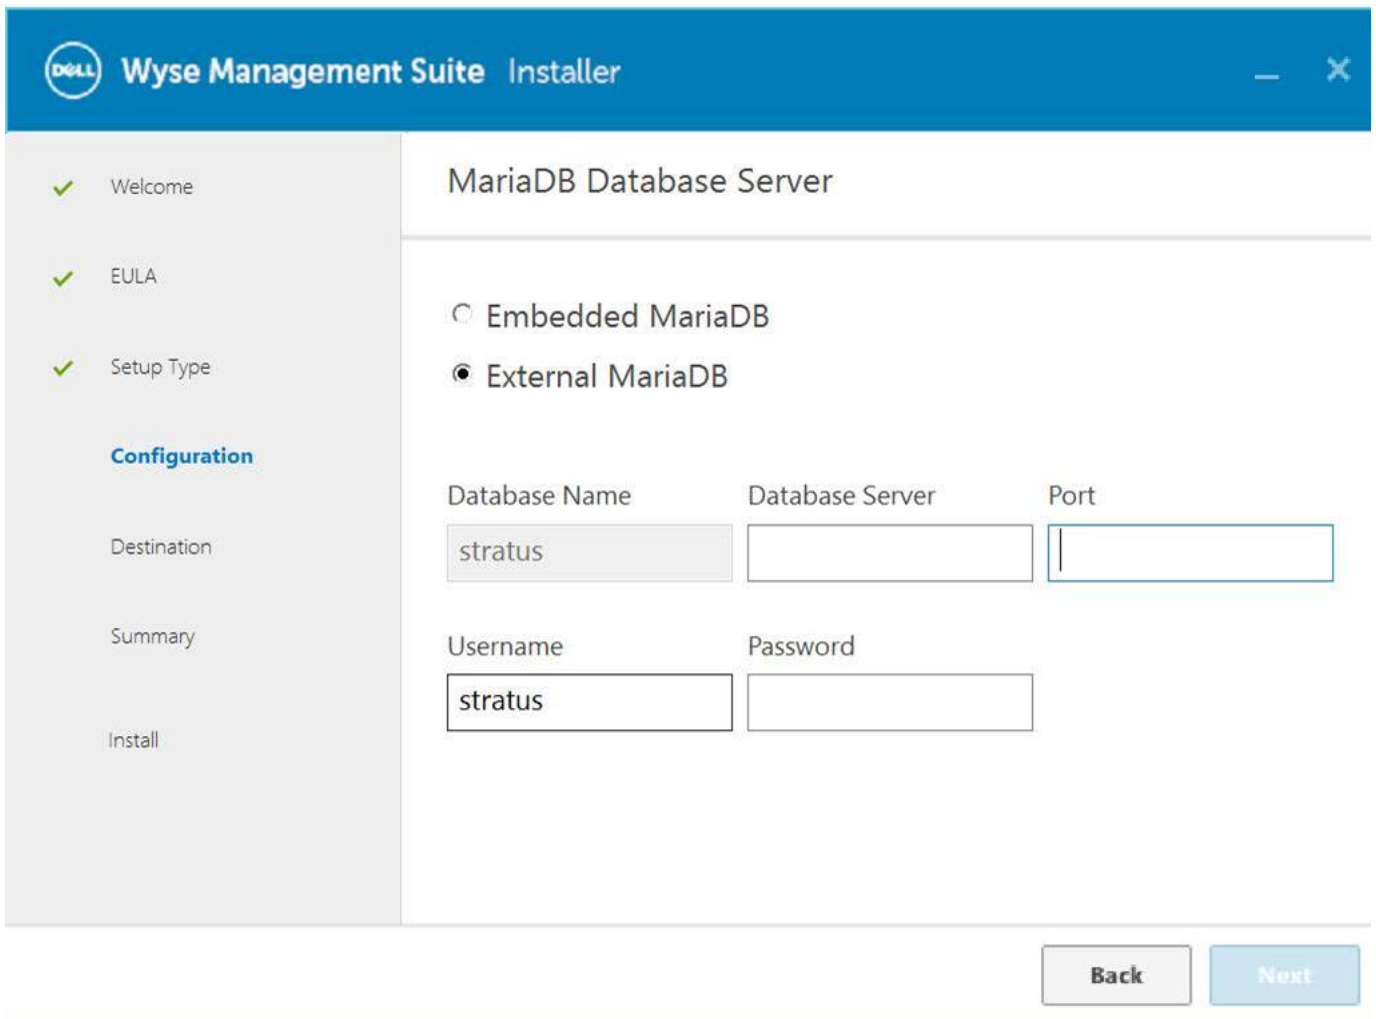 DELL Wyse Management Suite Installer
Welcome
EULA
Setup Type
Configuration
Destination
Summary
Install
MariaDB Database Server
Embedded MariaDB
External MariaDB
Database Name Database Server Port
stratus
Username Password
stratus
Back Next